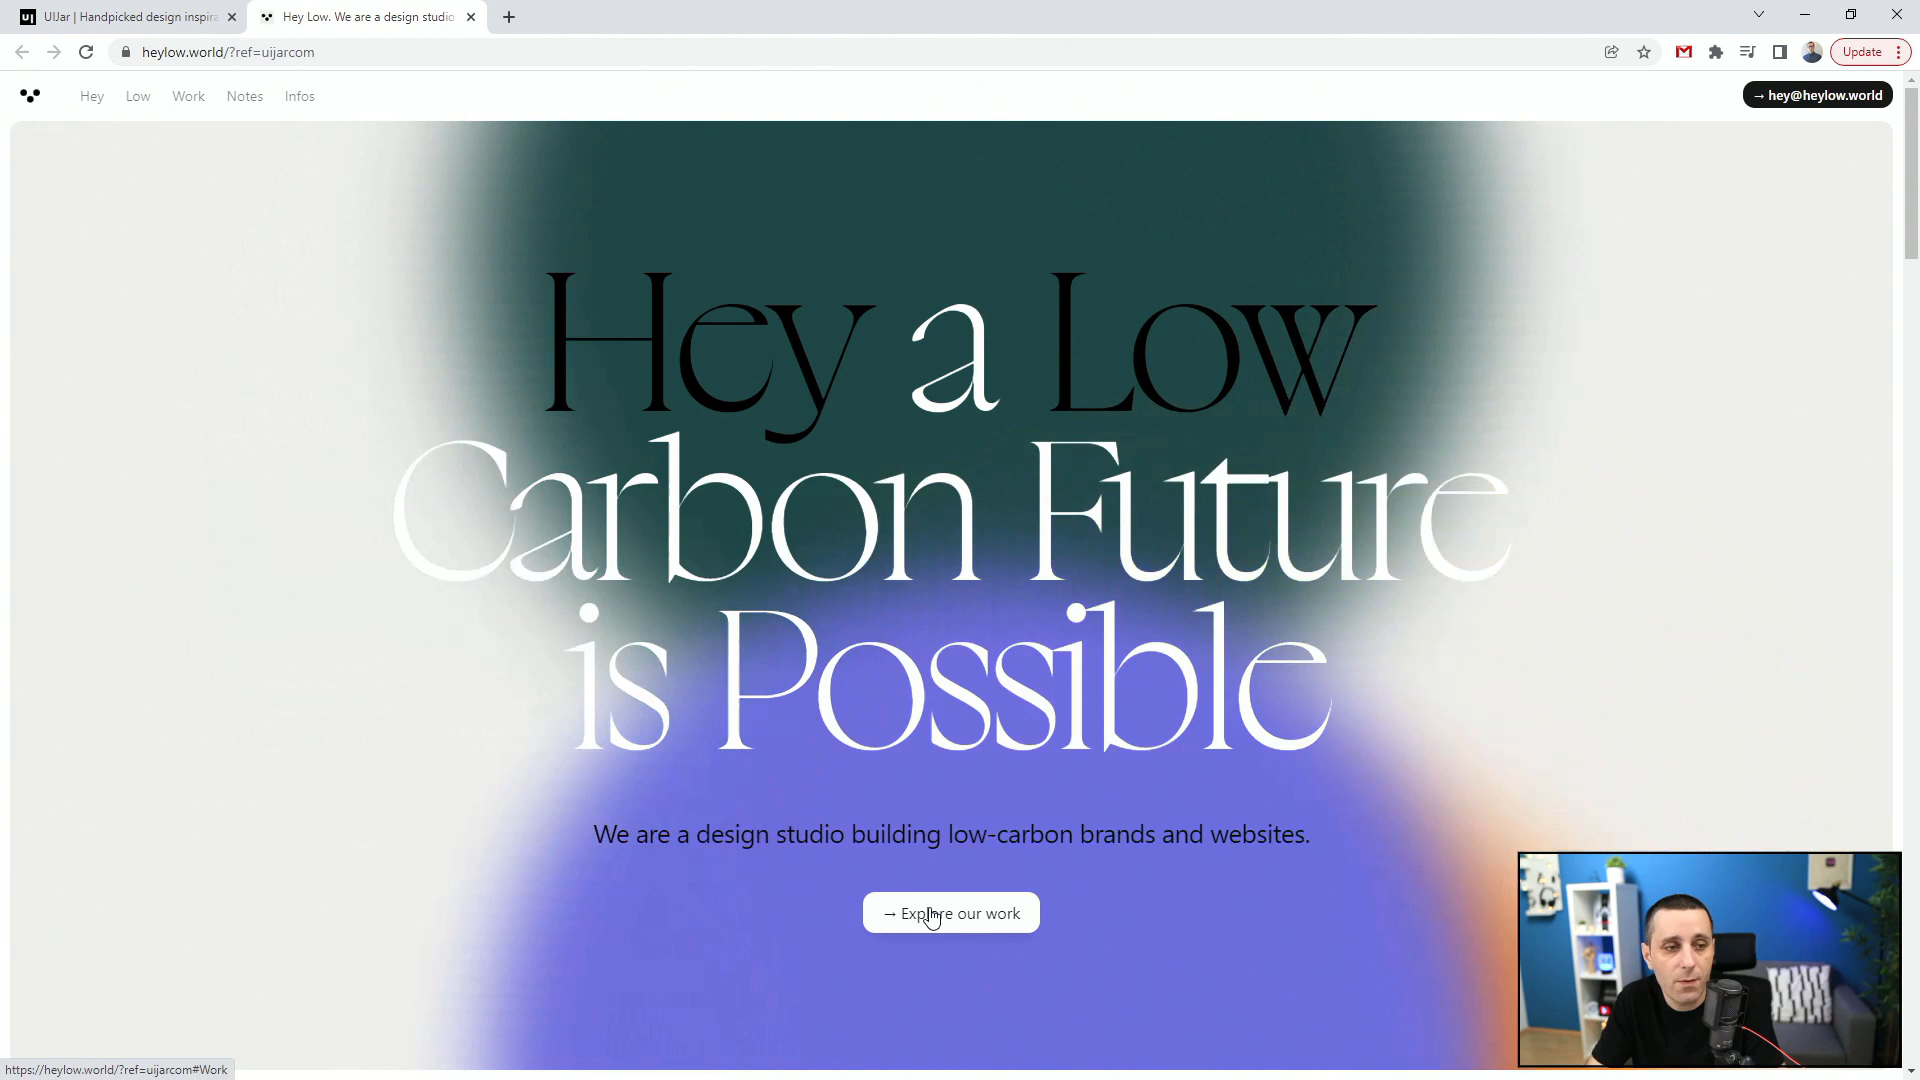 UIJar | Handpicked design inspira
Hey Low. We are a design studio
heylow.world/?ref=uijarcom
Update
Hey Low Work Notes Infos
→ hey@heylow.world
Hey a Low
Carbon Future
is Possible
We are a design studio building low-carbon brands and websites.
→ Explore our work
https://heylow.world/?ref=uijarcom#Work